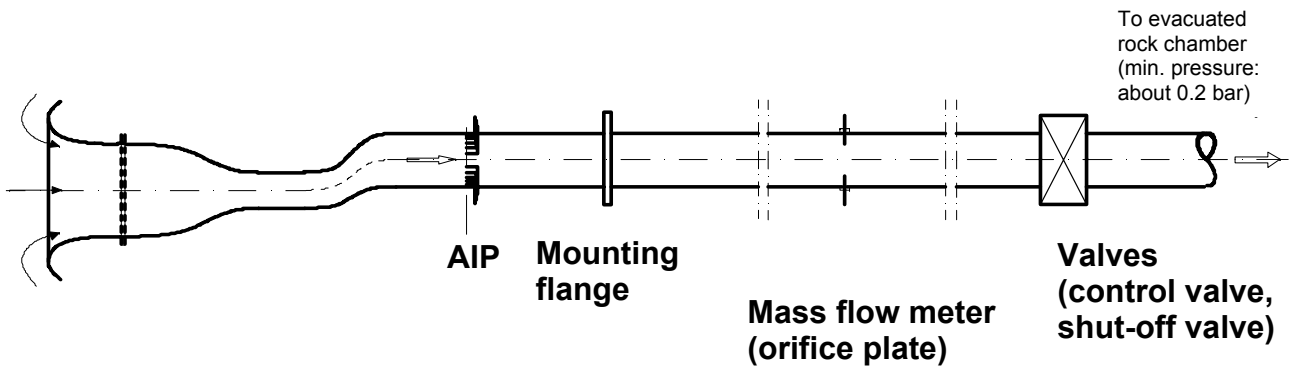 To evacuated
rock chamber
(min. pressure:
about 0.2 bar)
AIP
Mounting
flange
Mass flow meter
(orifice plate)
Valves
(control valve,
shut-off valve)